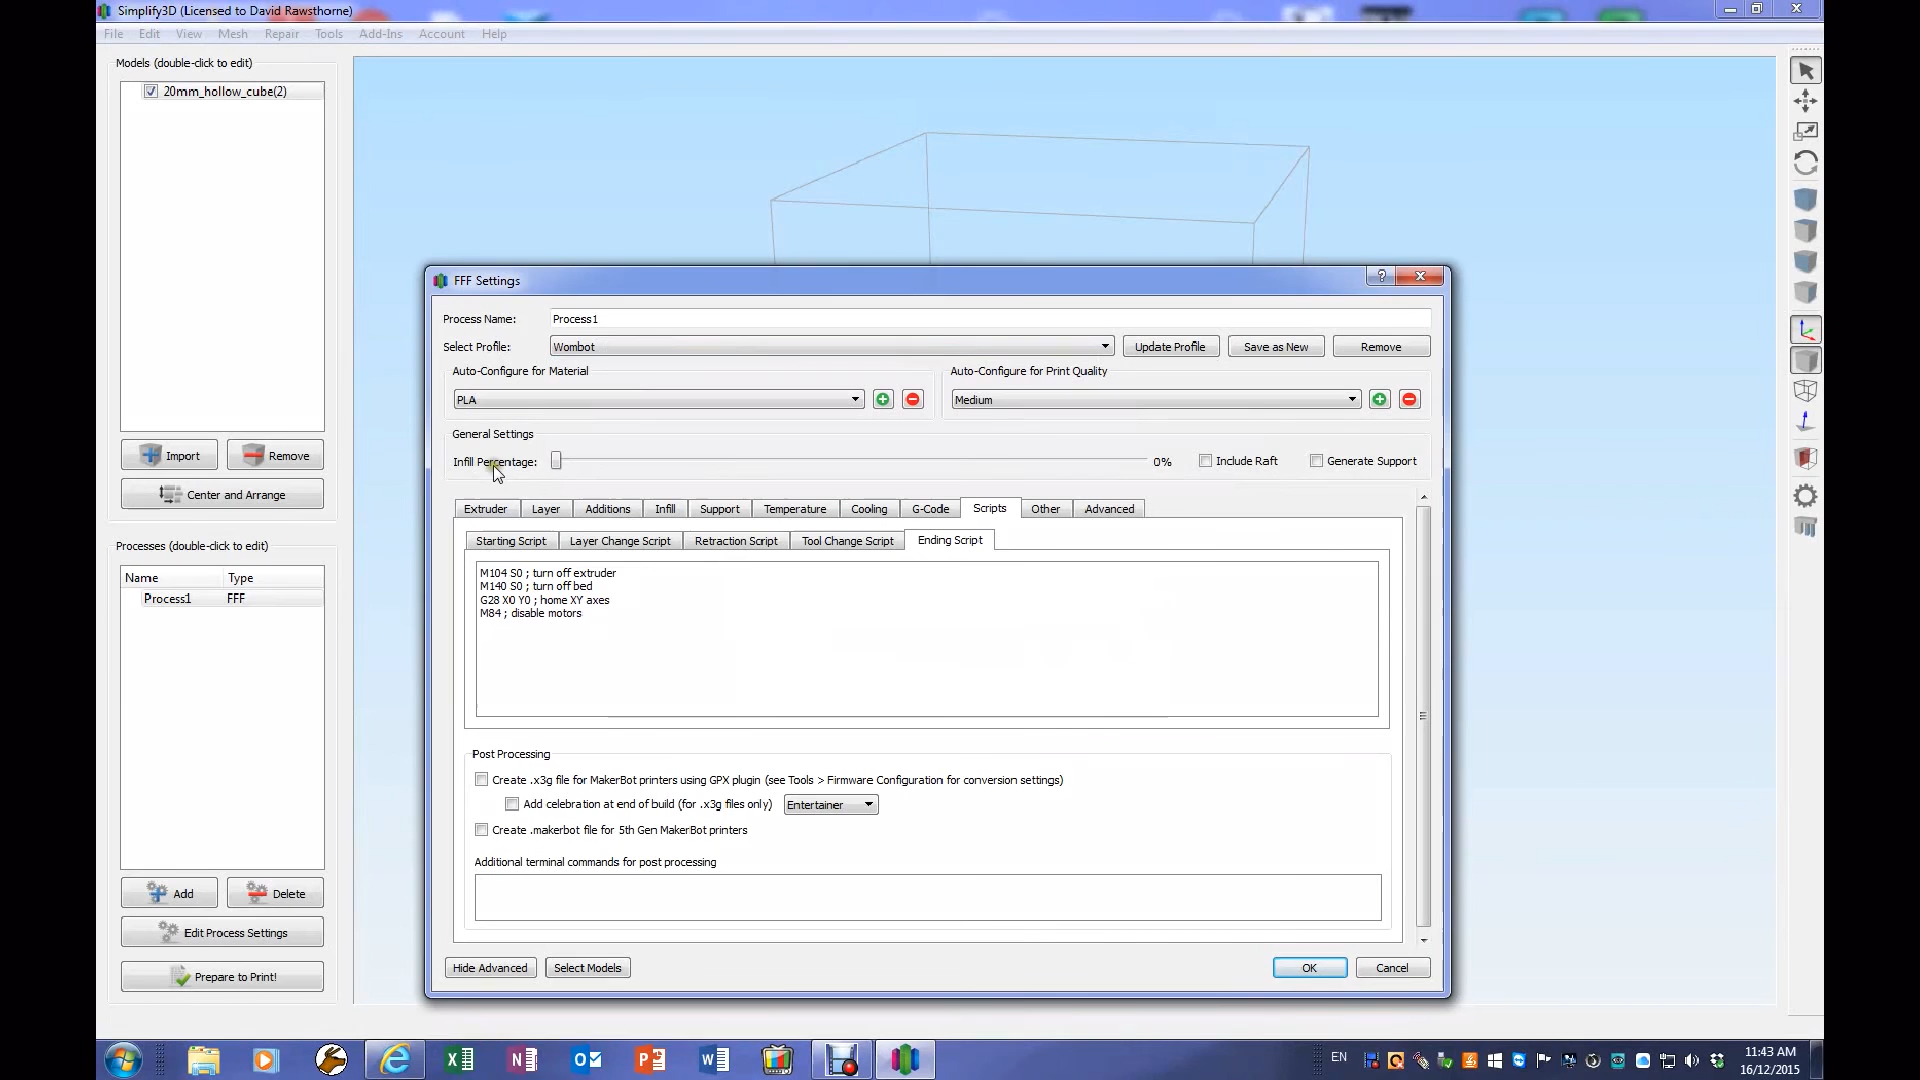 Simplify3D (Licensed to David Rawsthorne)
File Edit View Mesh Repair Tools Add-Ins Account Help
Models (double-click to edit)
20mm_hollow_cube(2)
Import Remove
Center and Arrange
Processes (double-click to edit)
Name Type
Process1 FFF
Add Delete
Edit Process Settings
Prepare to Print!
FFF Settings
Process Name: Process1
Select Profile: Wombot Update Profile Save as New Remove
Auto-Configure for Material Auto-Configure for Print Quality
PLA Medium
General Settings
Infill Percentage: 0% Include Raft Generate Support
Extruder Layer Additions Infill Support Temperature Cooling G-Code Scripts Other Advanced
Starting Script Layer Change Script Retraction Script Tool Change Script Ending Script
M104 S0 ; turn off extruder
M140 S0 ; turn off bed
G28 X0 Y0 ; home XY axes
M84 ; disable motors
Post Processing
Create .x3g file for MakerBot printers using GPX plugin (see Tools > Firmware Configuration for conversion settings)
Add celebration at end of build (for .x3g files only) Entertainer
Create .makerbot file for 5th Gen MakerBot printers
Additional terminal commands for post processing
Hide Advanced Select Models OK Cancel
EN
11:43 AM
16/12/2015